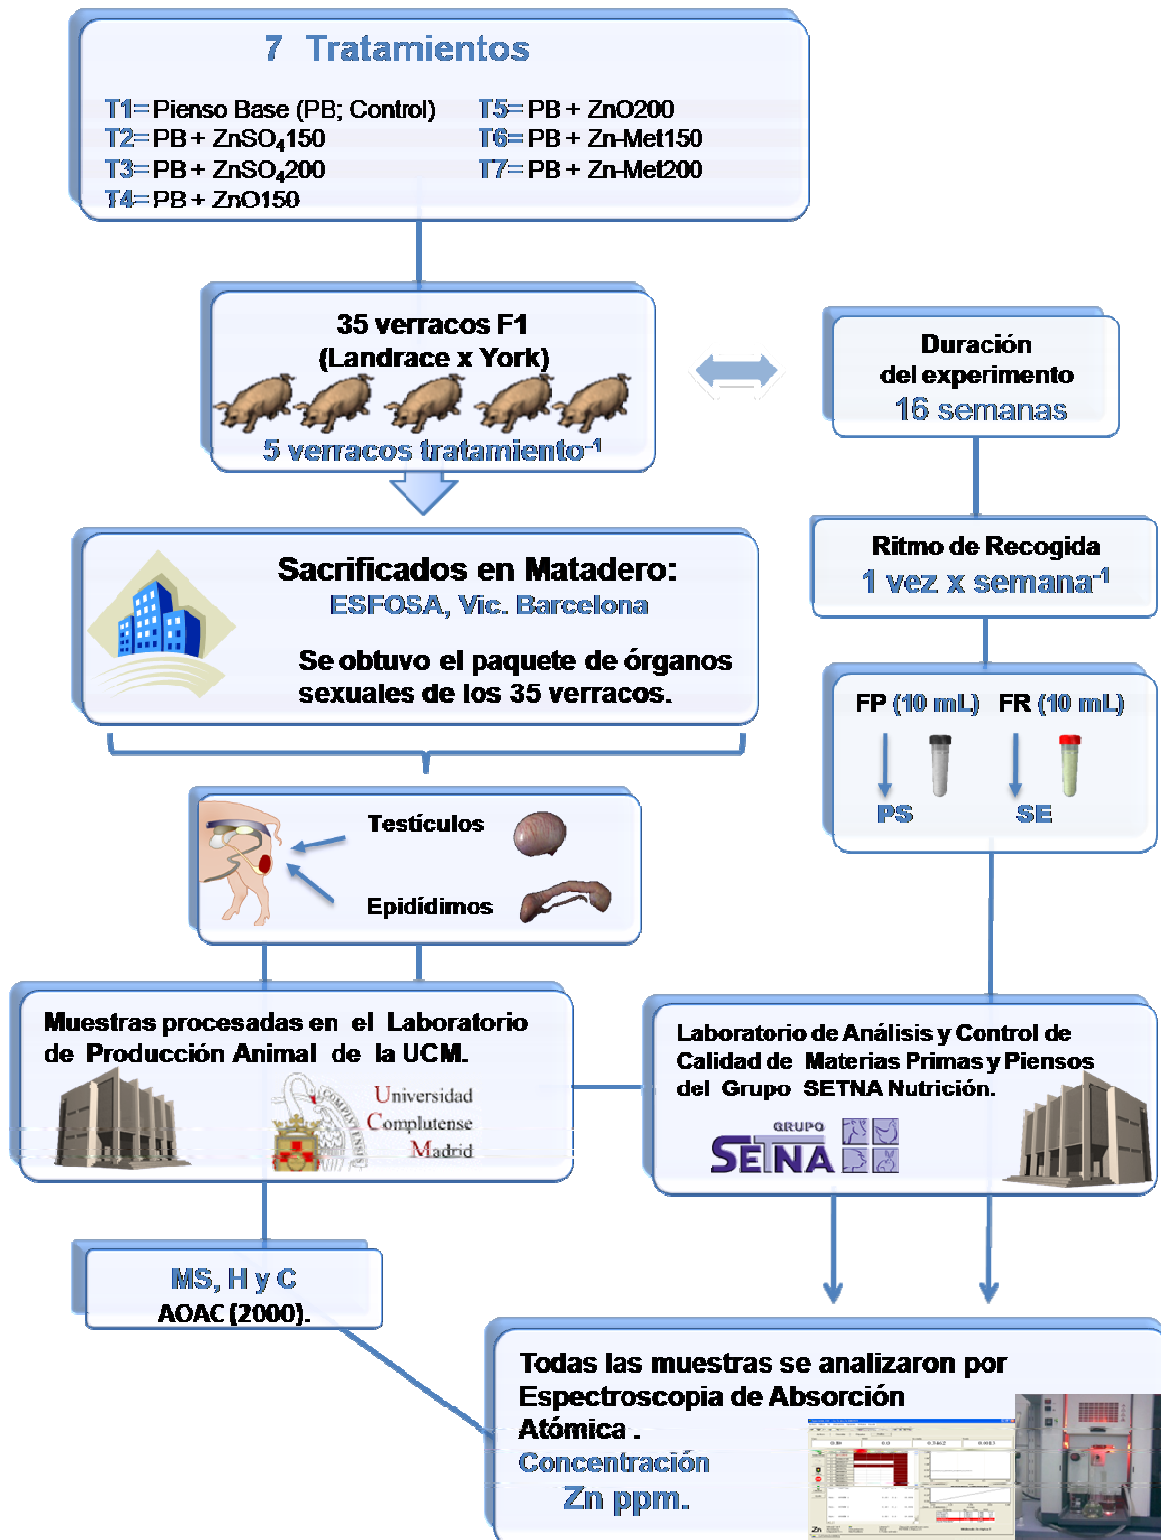 7 Tratamientos
T1= Pienso Base (PB; Control)
T2= PB + ZnSO₄150
T3= PB + ZnSO₄200
T4= PB + ZnO150
T5= PB + ZnO200
T6= PB + Zn-Met150
T7= PB + Zn-Met200
35 verracos F1
(Landrace x York)
5 verracos tratamiento⁻¹
Duración
del experimento
16 semanas
Sacrificados en Matadero:
ESFOSA, Vic. Barcelona
Se obtuvo el paquete de órganos
sexuales de los 35 verracos.
Ritmo de Recogida
1 vez x semana⁻¹
FP (10 mL) FR (10 mL)
PS SE
Testículos
Epidídimos
Muestras procesadas en el Laboratorio
de Producción Animal de la UCM.
Universidad
Complutense
Madrid
Laboratorio de Análisis y Control de
Calidad de Materias Primas y Piensos
del Grupo SETNA Nutrición.
GRUPO
SETNA
MS, H y C
AOAC (2000).
Todas las muestras se analizaron por
Espectroscopia de Absorción
Atómica .
Concentración
Zn ppm.
Zn